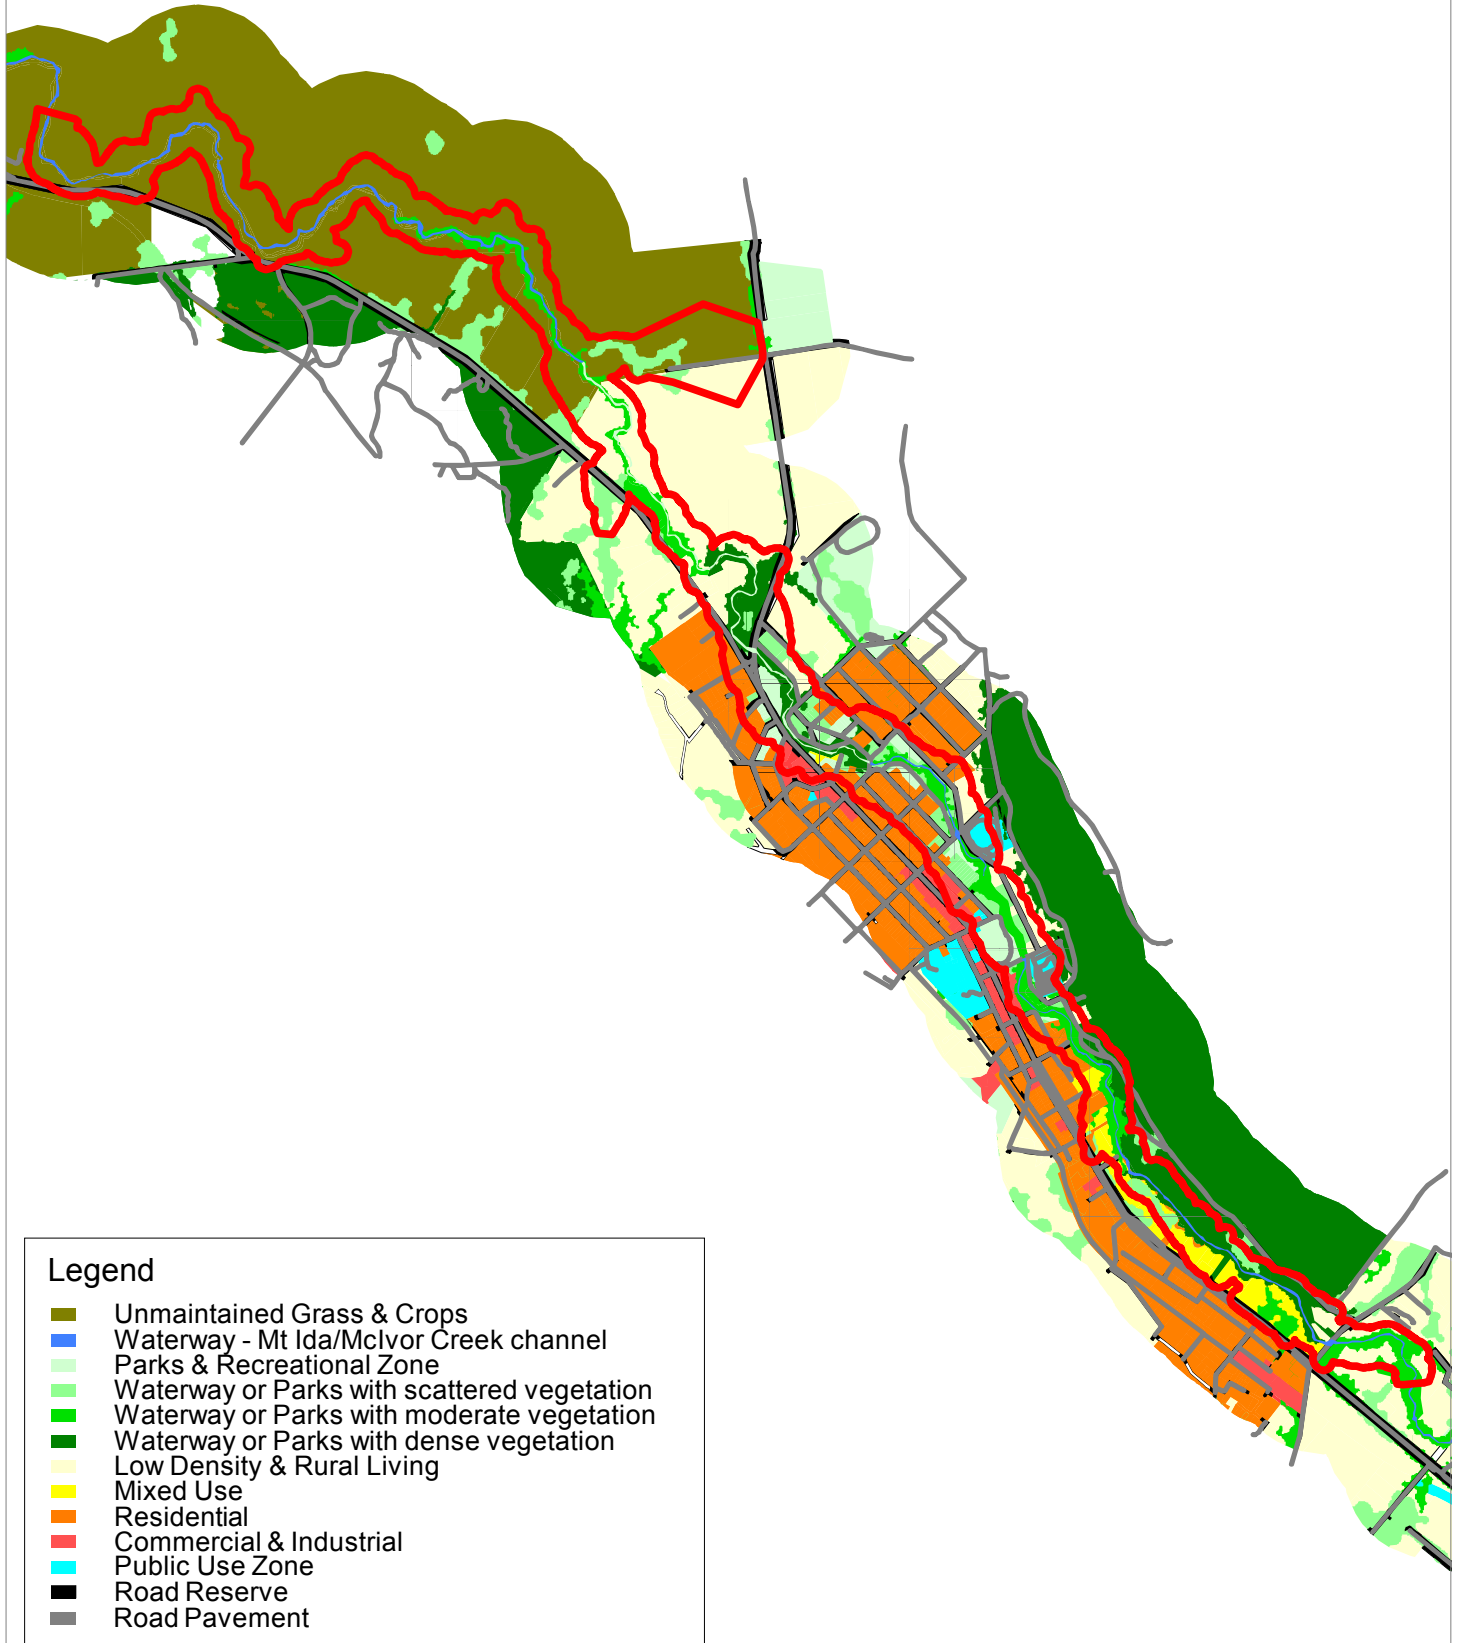 Legend
Unmaintained Grass & Crops
Waterway - Mt Ida/McIvor Creek channel
Parks & Recreational Zone
Waterway or Parks with scattered vegetation
Waterway or Parks with moderate vegetation
Waterway or Parks with dense vegetation
Low Density & Rural Living
Mixed Use
Residential
Commercial & Industrial
Public Use Zone
Road Reserve
Road Pavement